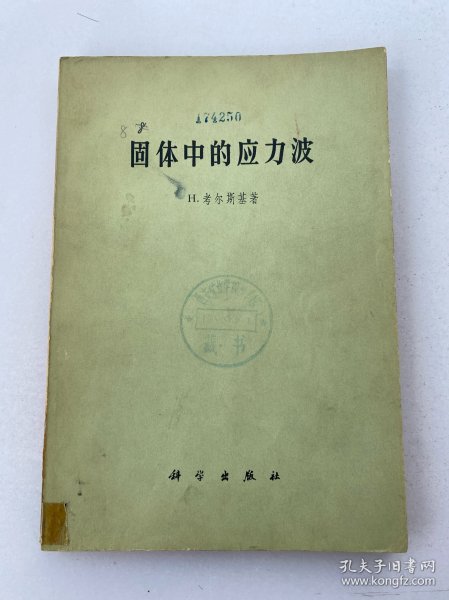 174250
8
固体中的应力波
H. 考尔斯基著
藏书
科学出版社
孔夫子旧书网
www.kongfz.com